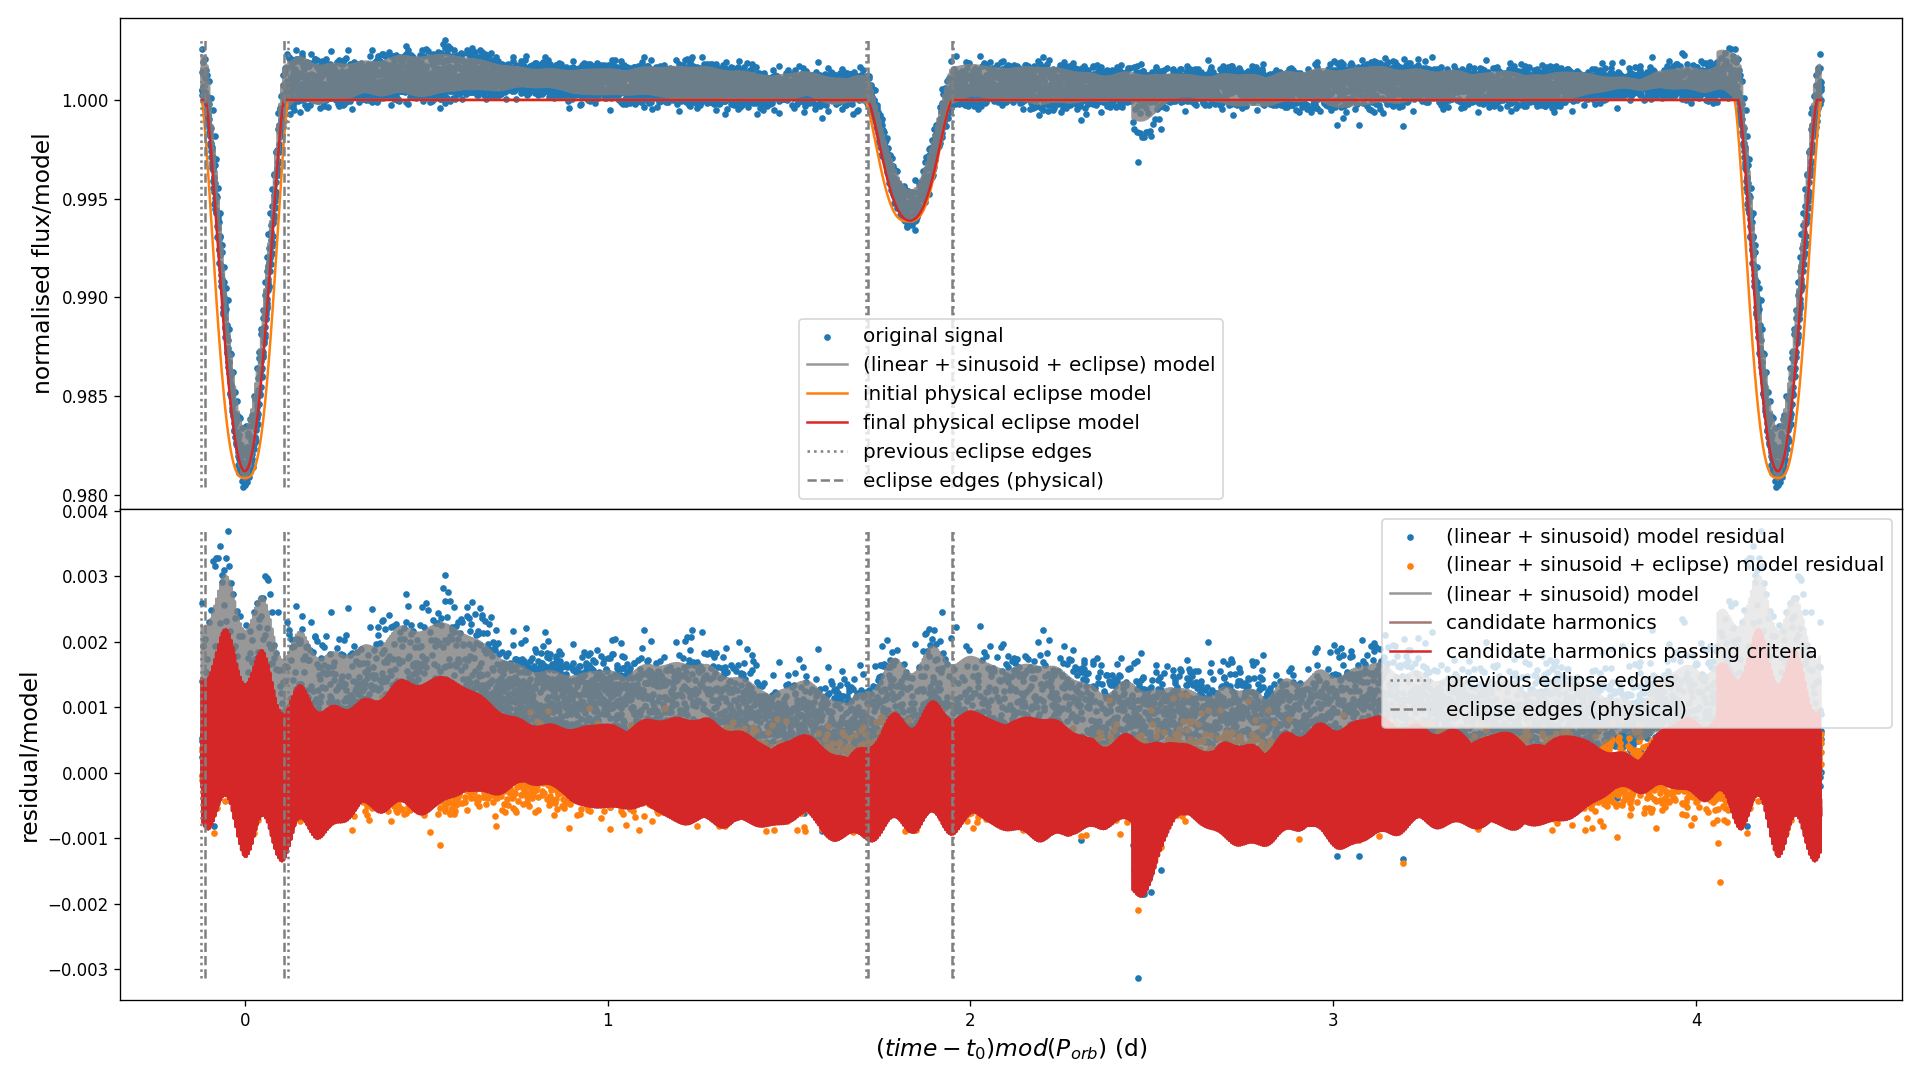 normalised flux/model
1.000
0.995
0.990
0.985
0.980
original signal
(linear + sinusoid + eclipse) model
initial physical eclipse model
final physical eclipse model
previous eclipse edges
eclipse edges (physical)
residual/model
0.004
0.003
0.002
0.001
0.000
−0.001
−0.002
−0.003
(linear + sinusoid) model residual
(linear + sinusoid + eclipse) model residual
(linear + sinusoid) model
candidate harmonics
candidate harmonics passing criteria
previous eclipse edges
eclipse edges (physical)
0 1 2 3 4
(time − t₀)mod(P_orb) (d)